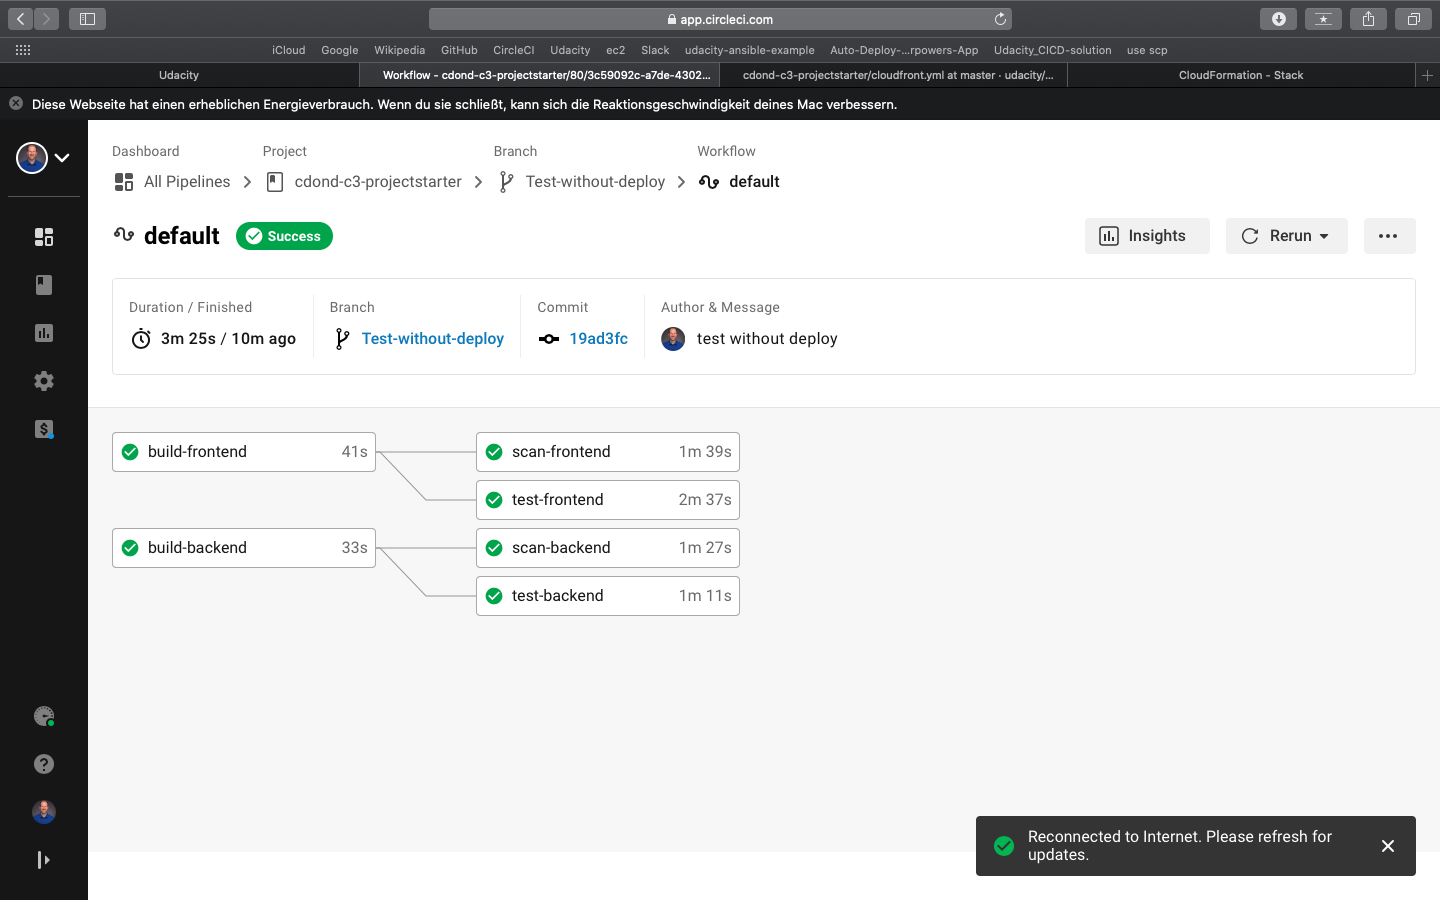 app.circleci.com
iCloud Google Wikipedia GitHub CircleCI Udacity ec2 Slack udacity-ansible-example Auto-Deploy-...rpowers-App Udacity_CICD-solution use scp
Udacity Workflow - cdond-c3-projectstarter/80/3c59092c-a7de-4302... cdond-c3-projectstarter/cloudfront.yml at master · udacity/... CloudFormation - Stack
Diese Webseite hat einen erheblichen Energieverbrauch. Wenn du sie schließt, kann sich die Reaktionsgeschwindigkeit deines Mac verbessern.
Dashboard Project Branch Workflow
All Pipelines cdond-c3-projectstarter Test-without-deploy default
default Success Insights Rerun
Duration / Finished Branch Commit Author & Message
3m 25s / 10m ago Test-without-deploy 19ad3fc test without deploy
build-frontend 41s scan-frontend 1m 39s
test-frontend 2m 37s
build-backend 33s scan-backend 1m 27s
test-backend 1m 11s
Reconnected to Internet. Please refresh for
updates.